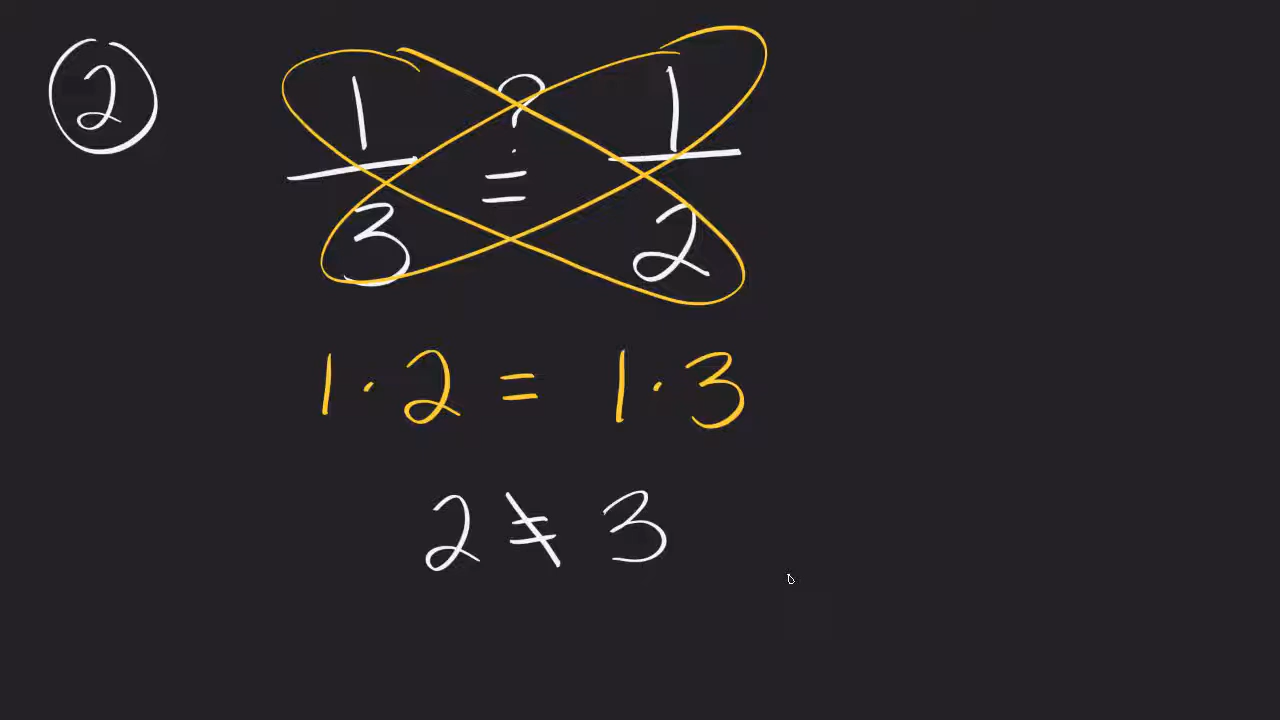 2
1/3 ?= 1/2
1 · 2 = 1 · 3
2 ≠ 3